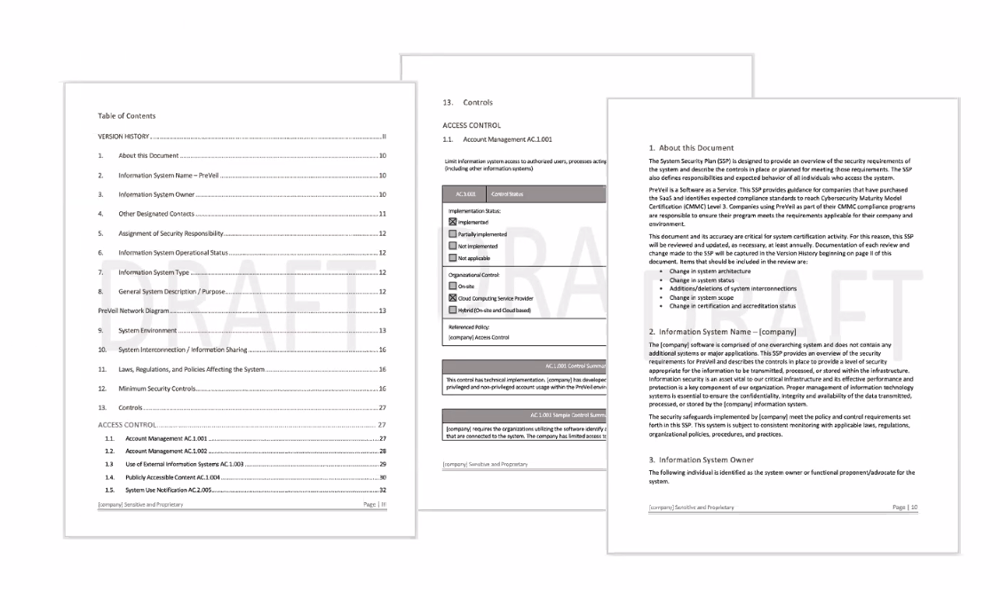 Table of Contents
VERSION HISTORY II
1. About this Document 10
2. Information System Name – PreVeil 10
3. Information System Owner 10
4. Other Designated Contacts 11
5. Assignment of Security Responsibility 12
6. Information System Operational Status 12
7. Information System Type 12
8. General System Description / Purpose 12
PreVeil Network Diagram 13
9. System Environment 13
10. System Interconnection / Information Sharing 16
11. Laws, Regulations, and Policies Affecting the System 16
12. Minimum Security Controls 16
13. Controls 27
ACCESS CONTROL 27
1.1. Account Management AC.1.001 27
1.2. Account Management AC.1.002 28
1.3 Use of External Information Systems AC.1.003 29
1.4. Publicly Accessible Content AC.1.004 30
1.5. System Use Notification AC.2.005 32
[company] Sensitive and Proprietary Page | III
DRAFT
13. Controls
ACCESS CONTROL
1.1. Account Management AC.1.001
Limit information system access to authorized users, processes acting
(including other information systems)
AC.1.001 Control Status
Implementation Status:
Implemented
Partially implemented
Not implemented
Not applicable
Organizational Control:
On-site
Cloud Computing Service Provider
Hybrid (On-site and Cloud based)
Referenced Policy:
[company] Access Control
AC.1.001 Control Summa
This control has technical implementation. [company] has developed
privileged and non-privileged account usage within the PreVeil envir
AC.1.001 Sample Control Summa
[company] requires the organizations utilizing the software identify a
that are connected to the system. The company has limited access to
[company] Sensitive and Proprietary
DRA
1. About this Document
The System Security Plan (SSP) is designed to provide an overview of the security requirements of
the system and describe the controls in place or planned for meeting those requirements. The SSP
also defines responsibilities and expected behavior of all individuals who access the system.
PreVeil is a Software as a Service. This SSP provides guidance for companies that have purchased
the SaaS and identifies expected compliance standards to reach Cybersecurity Maturity Model
Certification (CMMC) Level 3. Companies using PreVeil as part of their CMMC compliance programs
are responsible to ensure their program meets the requirements applicable for their company and
environment.
This document and its accuracy are critical for system certification activity. For this reason, this SSP
will be reviewed and updated, as necessary, at least annually. Documentation of each review and
change made to the SSP will be captured in the Version History beginning on page II of this
document. Items that should be included in the review are:
• Change in system architecture
• Change in system status
• Additions/deletions of system interconnections
• Change in system scope
• Change in certification and accreditation status
2. Information System Name – [company]
The [company] software is comprised of one overarching system and does not contain any
additional systems or major applications. This SSP provides an overview of the security
requirements for PreVeil and describes the controls in place to provide a level of security
appropriate for the information to be transmitted, processed, or stored within the infrastructure.
Information security is an asset vital to our critical infrastructure and its effective performance and
protection is a key component of our organization. Proper management of information technology
systems is essential to ensure the confidentiality, integrity and availability of the data transmitted,
processed, or stored by the [company] information system.
The security safeguards implemented by [company] meet the policy and control requirements set
forth in this SSP. This system is subject to consistent monitoring with applicable laws, regulations,
organizational policies, procedures, and practices.
3. Information System Owner
The following individual is identified as the system owner or functional proponent/advocate for the
system.
[company] Sensitive and Proprietary Page | 10
DRAFT